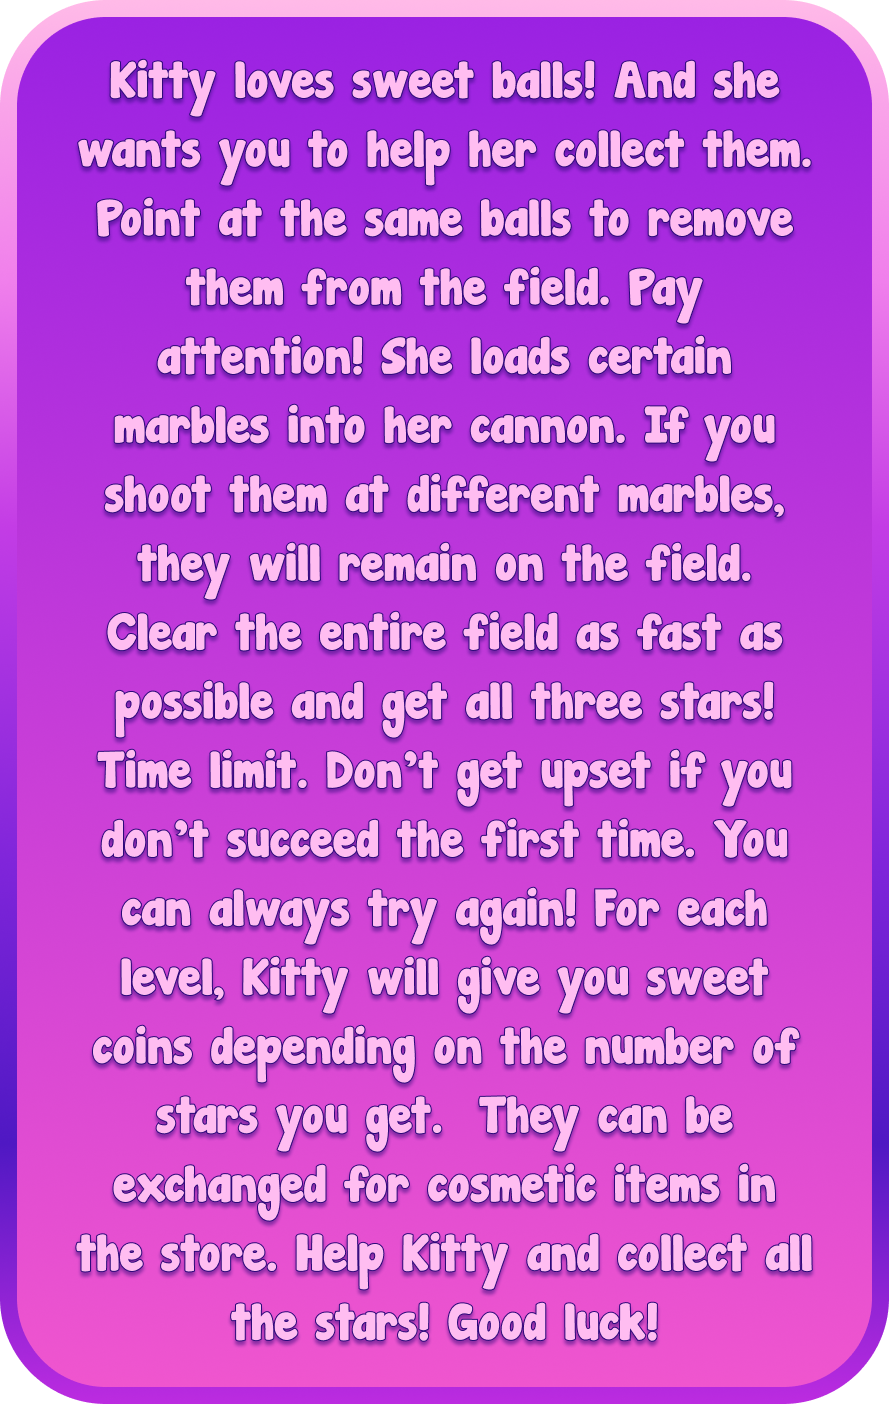 Kitty loves sweet balls! And she
wants you to help her collect them.
Point at the same balls to remove
them from the field. Pay
attention! She loads certain
marbles into her cannon. If you
shoot them at different marbles,
they will remain on the field.
Clear the entire field as fast as
possible and get all three stars!
Time limit. Don’t get upset if you
don’t succeed the first time. You
can always try again! For each
level, Kitty will give you sweet
coins depending on the number of
stars you get.  They can be
exchanged for cosmetic items in
the store. Help Kitty and collect all
the stars! Good luck!